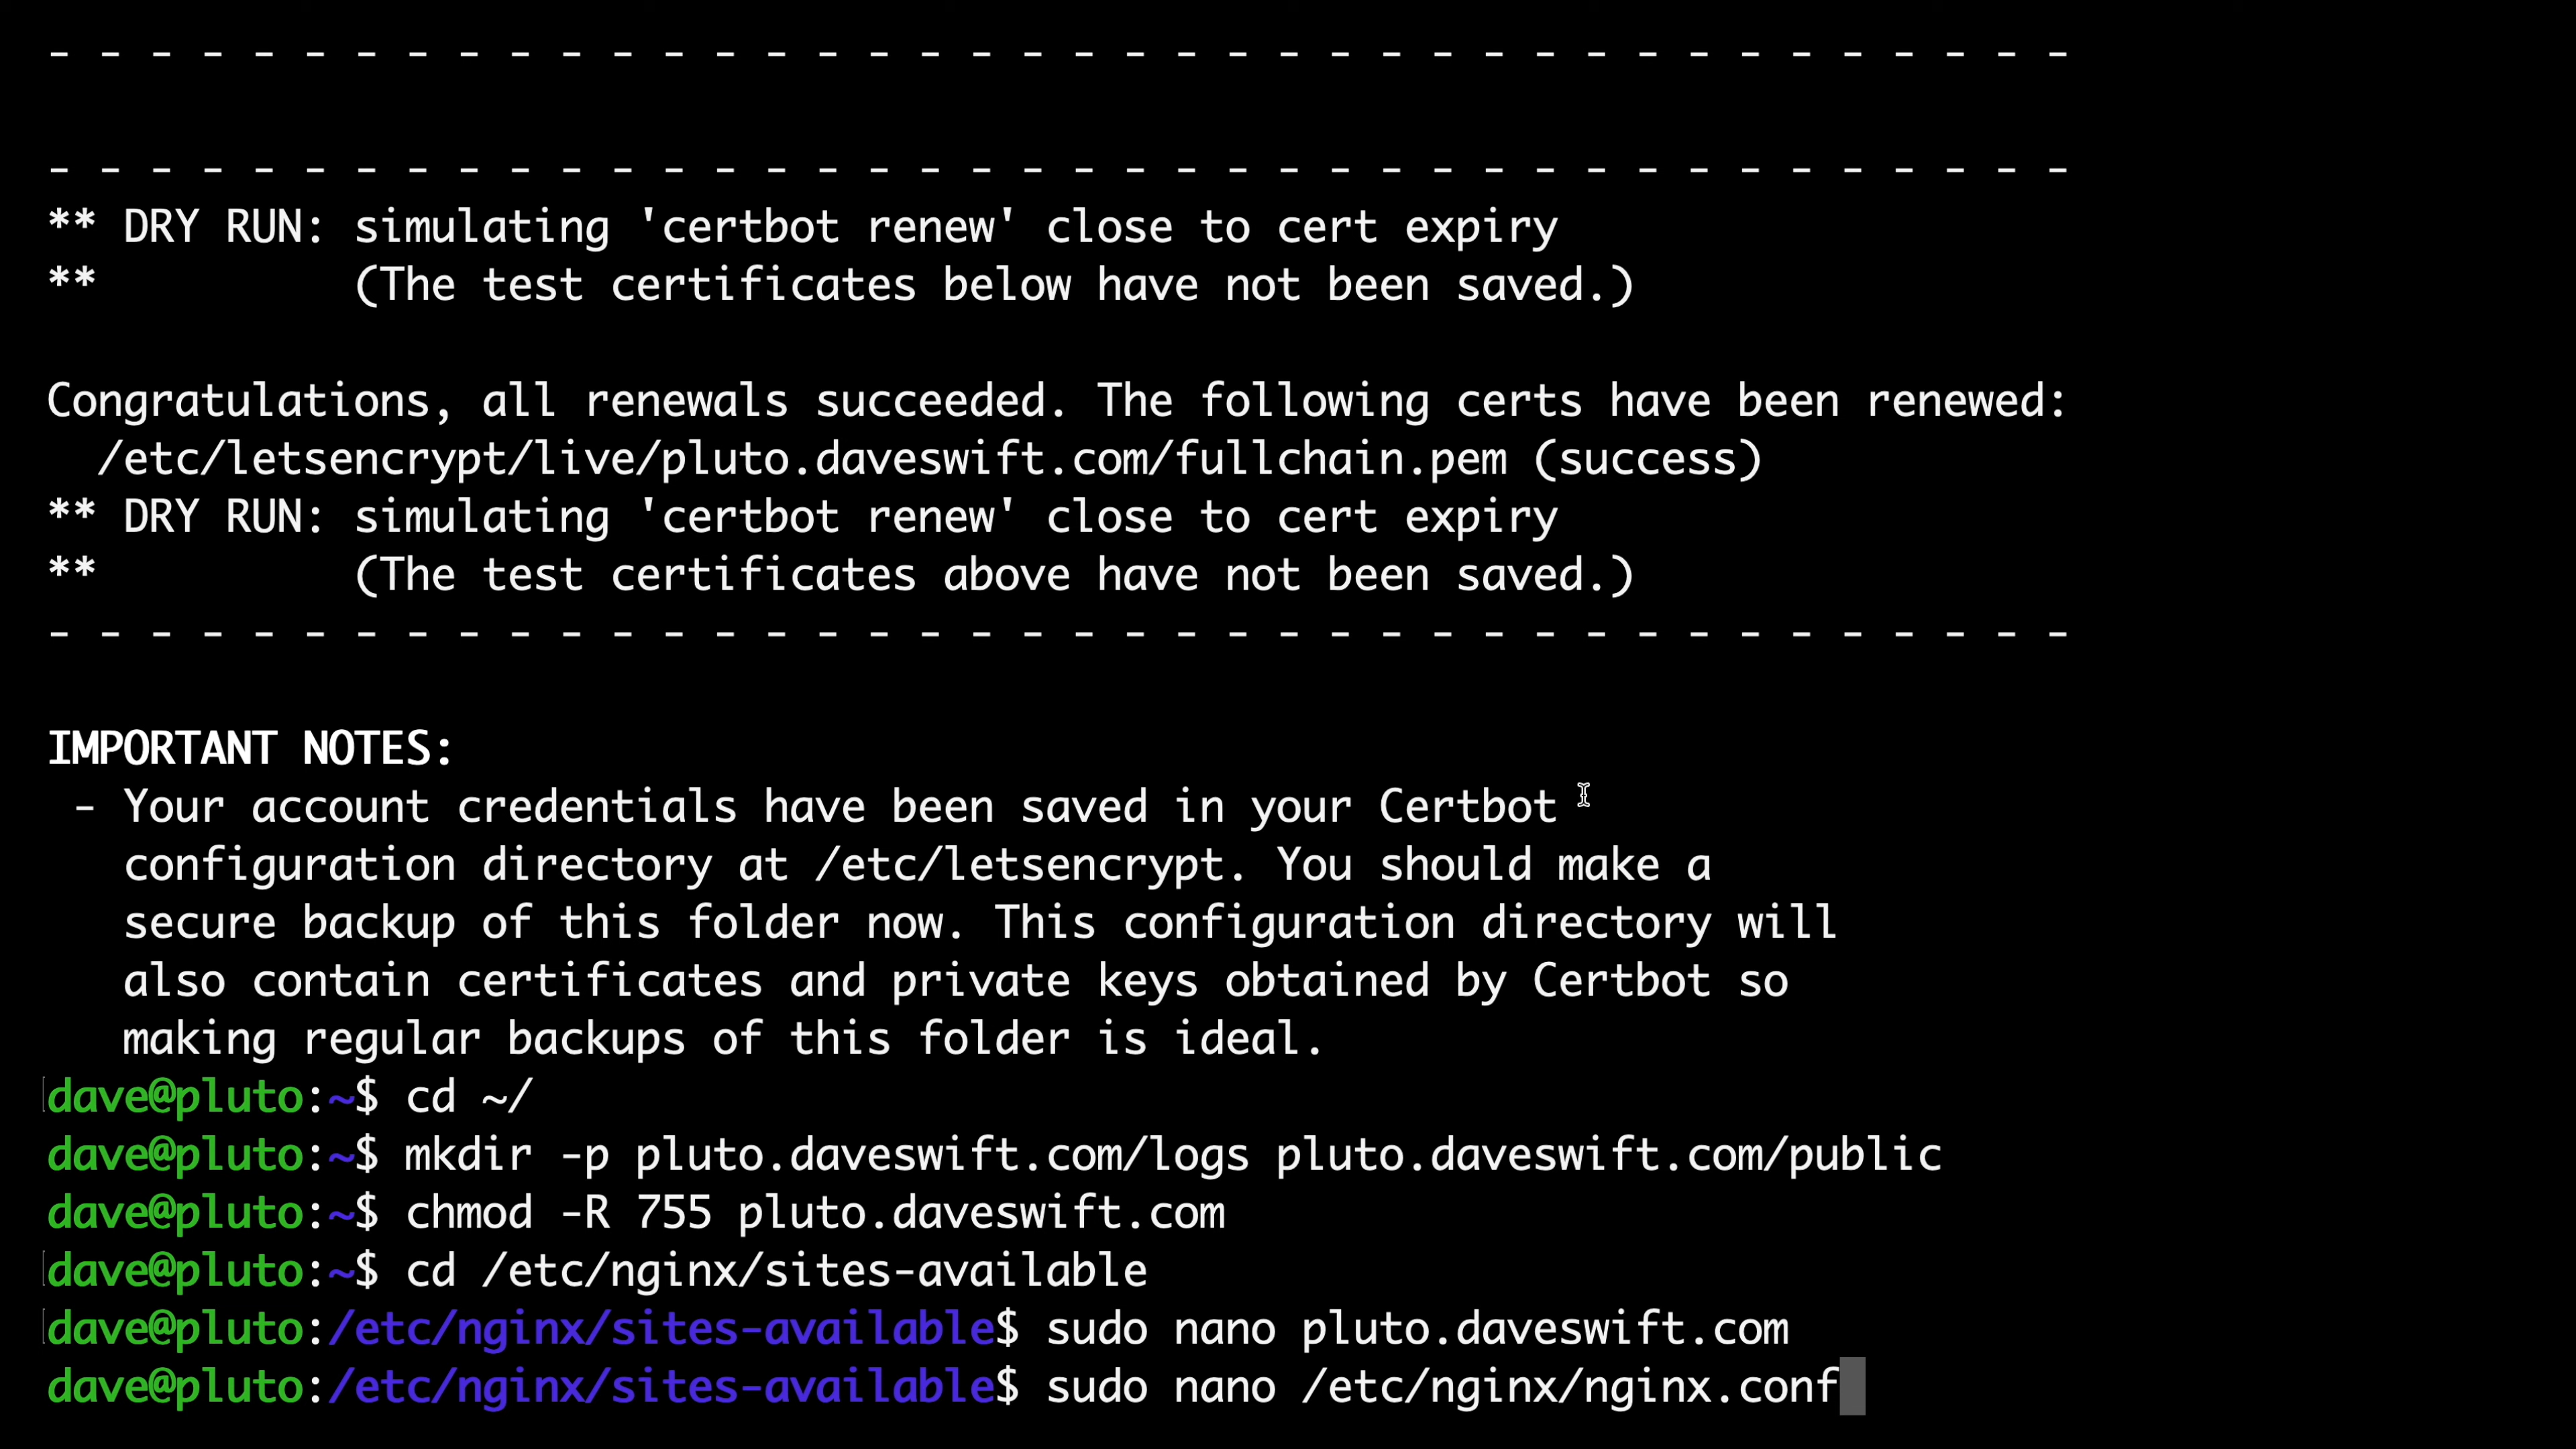 - - - - - - - - - - - - - - - - - - - - - - - - - - - - - - - - - - - - - - - -
- - - - - - - - - - - - - - - - - - - - - - - - - - - - - - - - - - - - - - - -
** DRY RUN: simulating 'certbot renew' close to cert expiry
**          (The test certificates below have not been saved.)
Congratulations, all renewals succeeded. The following certs have been renewed:
  /etc/letsencrypt/live/pluto.daveswift.com/fullchain.pem (success)
** DRY RUN: simulating 'certbot renew' close to cert expiry
**          (The test certificates above have not been saved.)
- - - - - - - - - - - - - - - - - - - - - - - - - - - - - - - - - - - - - - - -
IMPORTANT NOTES:
 - Your account credentials have been saved in your Certbot
   configuration directory at /etc/letsencrypt. You should make a
   secure backup of this folder now. This configuration directory will
   also contain certificates and private keys obtained by Certbot so
   making regular backups of this folder is ideal.
dave@pluto:~$ cd ~/
dave@pluto:~$ mkdir -p pluto.daveswift.com/logs pluto.daveswift.com/public
dave@pluto:~$ chmod -R 755 pluto.daveswift.com
dave@pluto:~$ cd /etc/nginx/sites-available
dave@pluto:/etc/nginx/sites-available$ sudo nano pluto.daveswift.com
dave@pluto:/etc/nginx/sites-available$ sudo nano /etc/nginx/nginx.conf